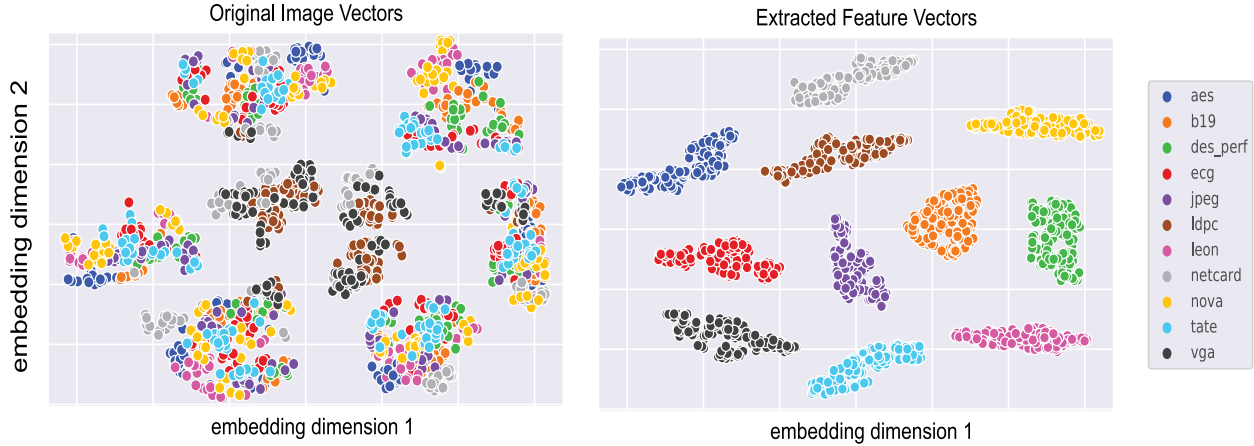 Original Image Vectors
Extracted Feature Vectors
embedding dimension 2
embedding dimension 1
embedding dimension 1
aes
b19
des_perf
ecg
jpeg
ldpc
leon
netcard
nova
tate
vga